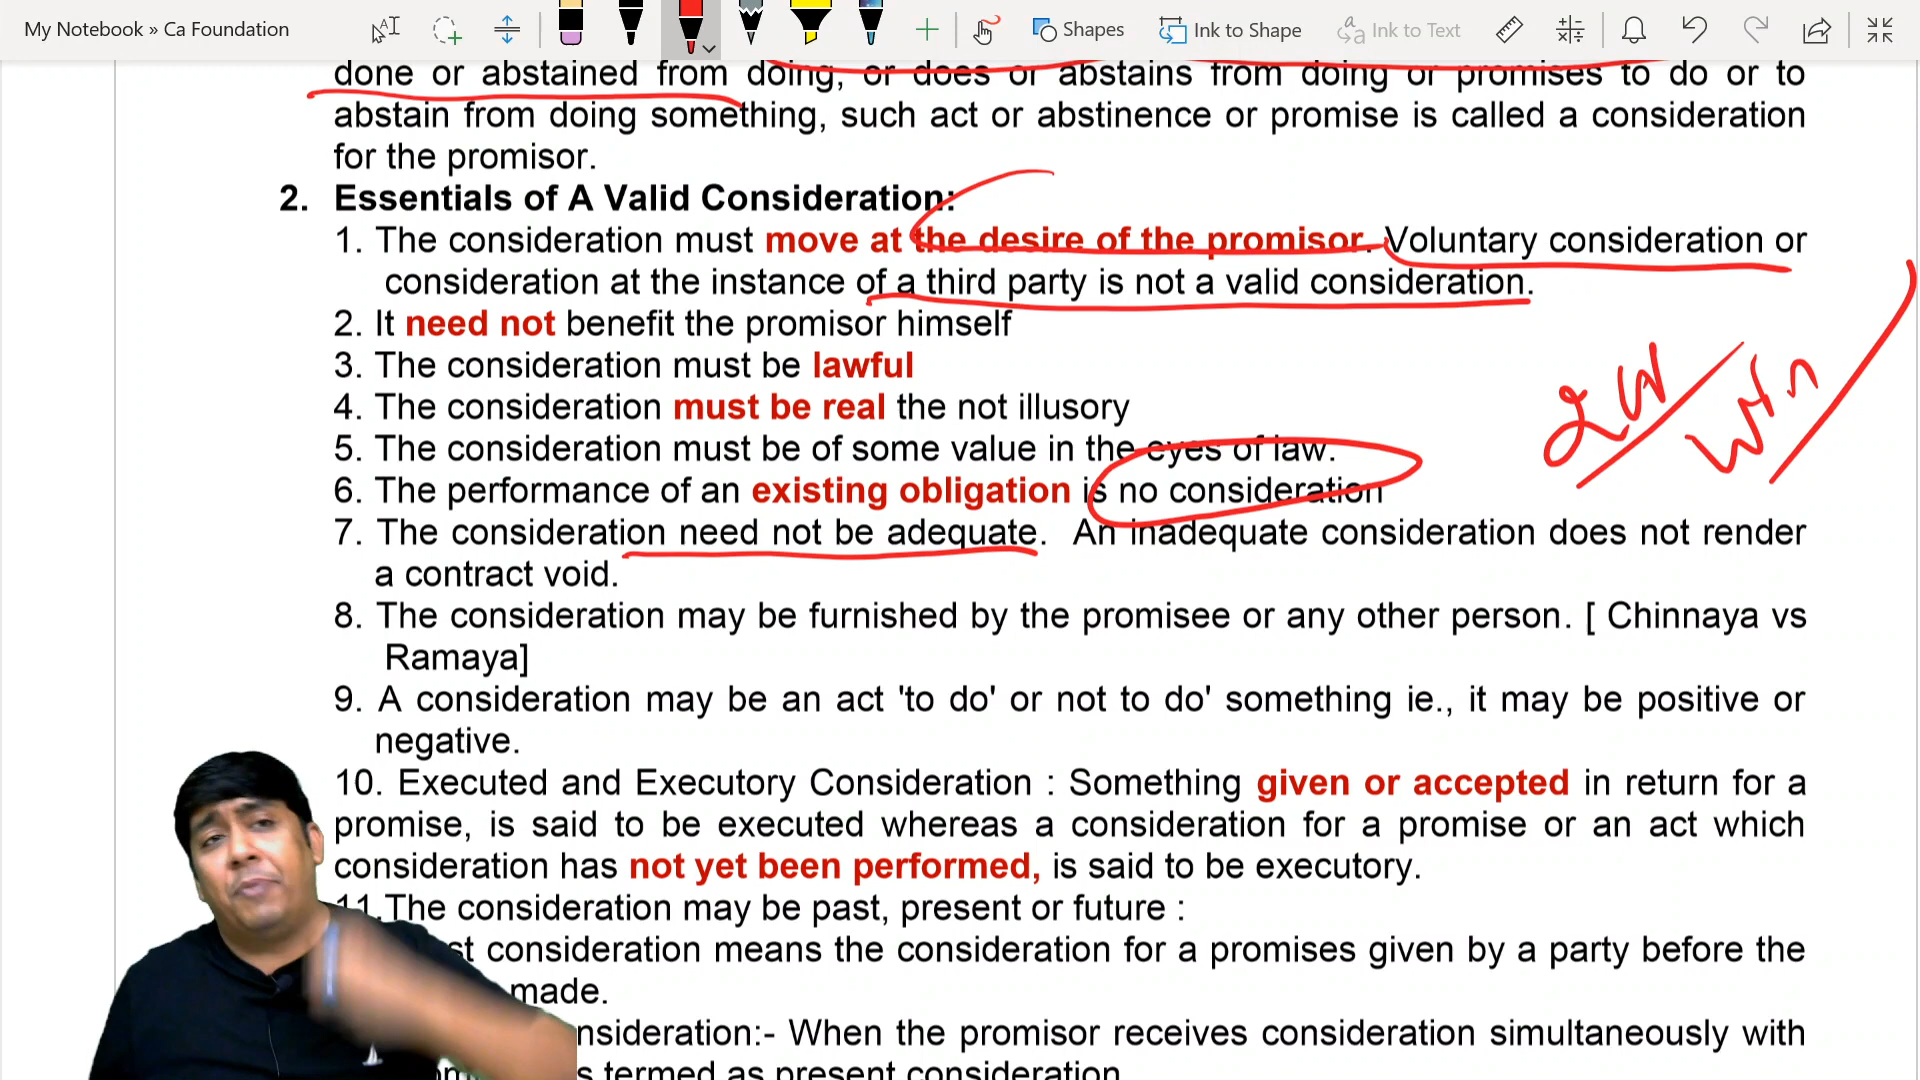 My Notebook » Ca Foundation
Shapes
Ink to Shape
Ink to Text
done or abstained from doing, or does or abstains from doing or promises to do or to
abstain from doing something, such act or abstinence or promise is called a consideration
for the promisor.
2. Essentials of A Valid Consideration:
1. The consideration must move at the desire of the promisor. Voluntary consideration or
consideration at the instance of a third party is not a valid consideration.
2. It need not benefit the promisor himself
3. The consideration must be lawful
4. The consideration must be real the not illusory
5. The consideration must be of some value in the eyes of law.
6. The performance of an existing obligation is no consideration
7. The consideration need not be adequate. An inadequate consideration does not render
a contract void.
8. The consideration may be furnished by the promisee or any other person. [ Chinnaya vs
Ramaya]
9. A consideration may be an act 'to do' or not to do' something ie., it may be positive or
negative.
10. Executed and Executory Consideration : Something given or accepted in return for a
promise, is said to be executed whereas a consideration for a promise or an act which
consideration has not yet been performed, is said to be executory.
11.The consideration may be past, present or future :
consideration means the consideration for a promises given by a party before the
made.
nsideration:- When the promisor receives consideration simultaneously with
termed as present consideration